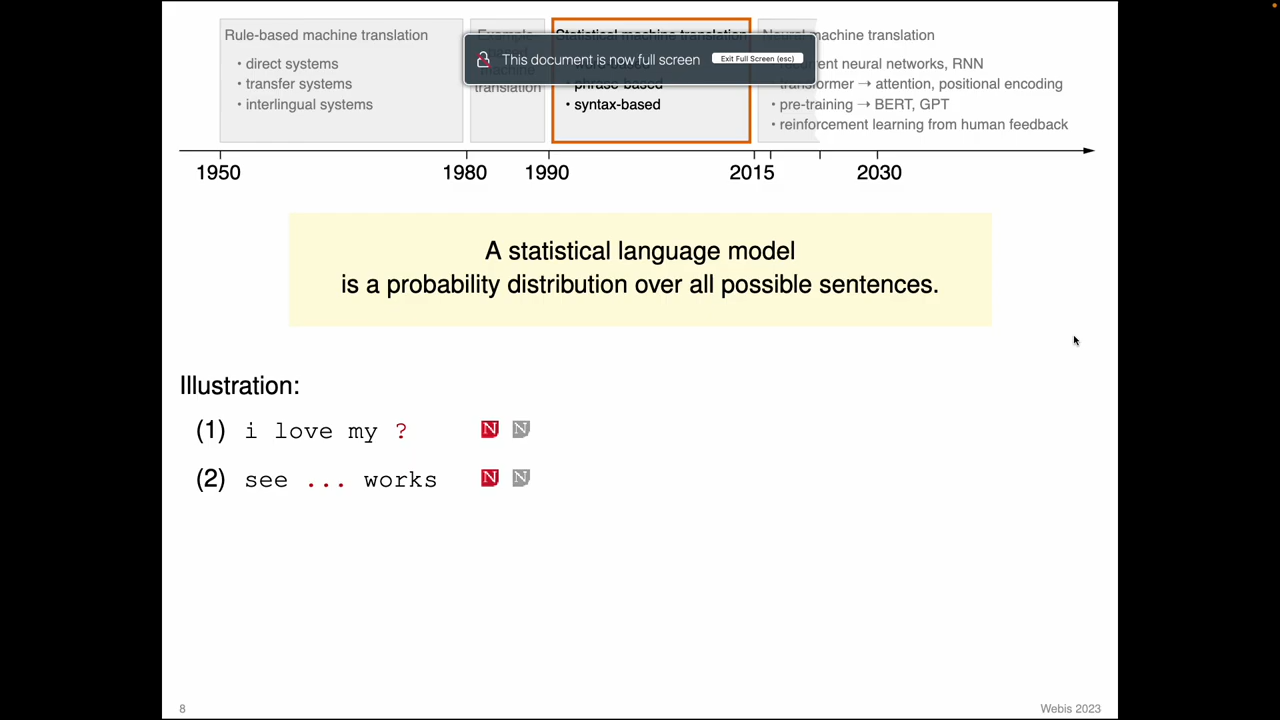 Rule-based machine translation
• direct systems
• transfer systems
• interlingual systems
translation
• phrase-based
• syntax-based
machine translation
neural networks, RNN
transformer → attention, positional encoding
• pre-training → BERT, GPT
• reinforcement learning from human feedback
This document is now full screen
Exit Full Screen (esc)
1950
1980
1990
2015
2030
A statistical language model
is a probability distribution over all possible sentences.
Illustration:
(1) i love my ?
N N
(2) see ... works
N N
8
Webis 2023